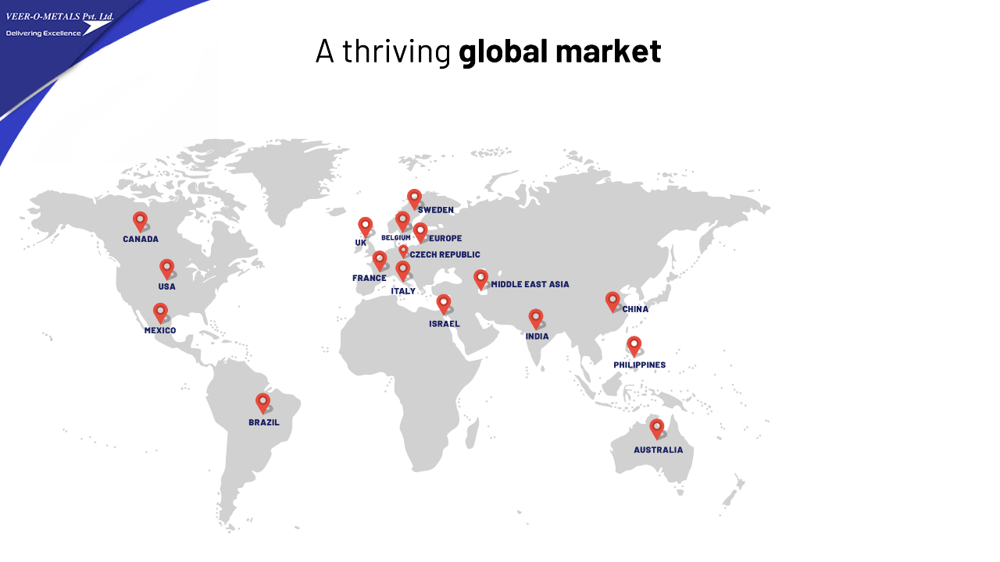 VEER-O-METALS Pvt. Ltd.
Delivering Excellence
A thriving global market
SWEDEN
CANADA
BELGIUM
EUROPE
UK
CZECH REPUBLIC
FRANCE
USA
ITALY
MIDDLE EAST ASIA
CHINA
ISRAEL
MEXICO
INDIA
PHILIPPINES
BRAZIL
AUSTRALIA